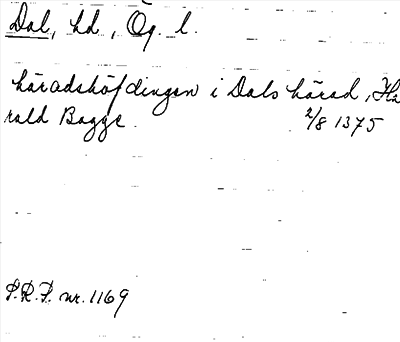 Dal, hd, Ög. l.
häradshöfdingen i Dals härad, Ha
rald Bagge. 2/8 1375
S.R.P. nr. 1169